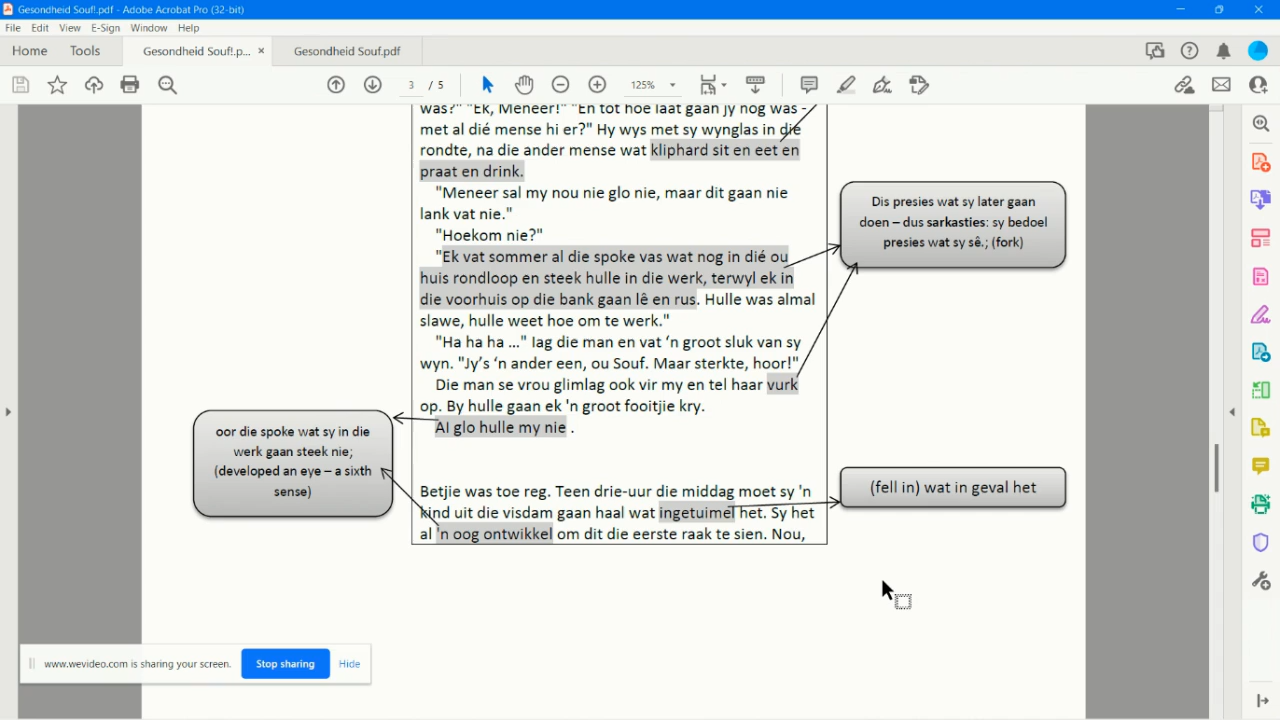 Gesondheid Souf!.pdf - Adobe Acrobat Pro (32-bit)
File Edit View E-Sign Window Help
Home Tools Gesondheid Souf!.p... × Gesondheid Souf.pdf
3 / 5 125%
was?" "Ek, Meneer!" "En tot hoe laat gaan jy nog was -
met al dié mense hi er?" Hy wys met sy wynglas in die
rondte, na die ander mense wat kliphard sit en eet en
praat en drink.
"Meneer sal my nou nie glo nie, maar dit gaan nie
lank vat nie."
"Hoekom nie?"
"Ek vat sommer al die spoke vas wat nog in dié ou
huis rondloop en steek hulle in die werk, terwyl ek in
die voorhuis op die bank gaan lê en rus. Hulle was almal
slawe, hulle weet hoe om te werk."
"Ha ha ha ..." lag die man en vat ‘n groot sluk van sy
wyn. "Jy’s ‘n ander een, ou Souf. Maar sterkte, hoor!"
Die man se vrou glimlag ook vir my en tel haar vurk
op. By hulle gaan ek 'n groot fooitjie kry.
Al glo hulle my nie .
Betjie was toe reg. Teen drie-uur die middag moet sy 'n
kind uit die visdam gaan haal wat ingetuimel het. Sy het
al 'n oog ontwikkel om dit die eerste raak te sien. Nou,
Dis presies wat sy later gaan
doen – dus sarkasties: sy bedoel
presies wat sy sê.; (fork)
oor die spoke wat sy in die
werk gaan steek nie;
(developed an eye – a sixth
sense)
(fell in) wat in geval het
www.wevideo.com is sharing your screen. Stop sharing Hide